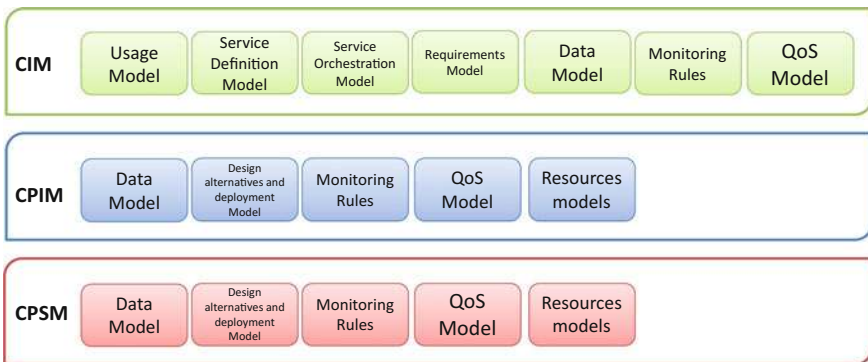 CIM
Usage
Model
Service
Definition
Model
Service
Orchestration
Model
Requirements
Model
Data
Model
Monitoring
Rules
QoS
Model
CPIM
Data
Model
Design
alternatives and
deployment
Model
Monitoring
Rules
QoS
Model
Resources
models
CPSM
Data
Model
Design
alternatives and
deployment
Model
Monitoring
Rules
QoS
Model
Resources
models